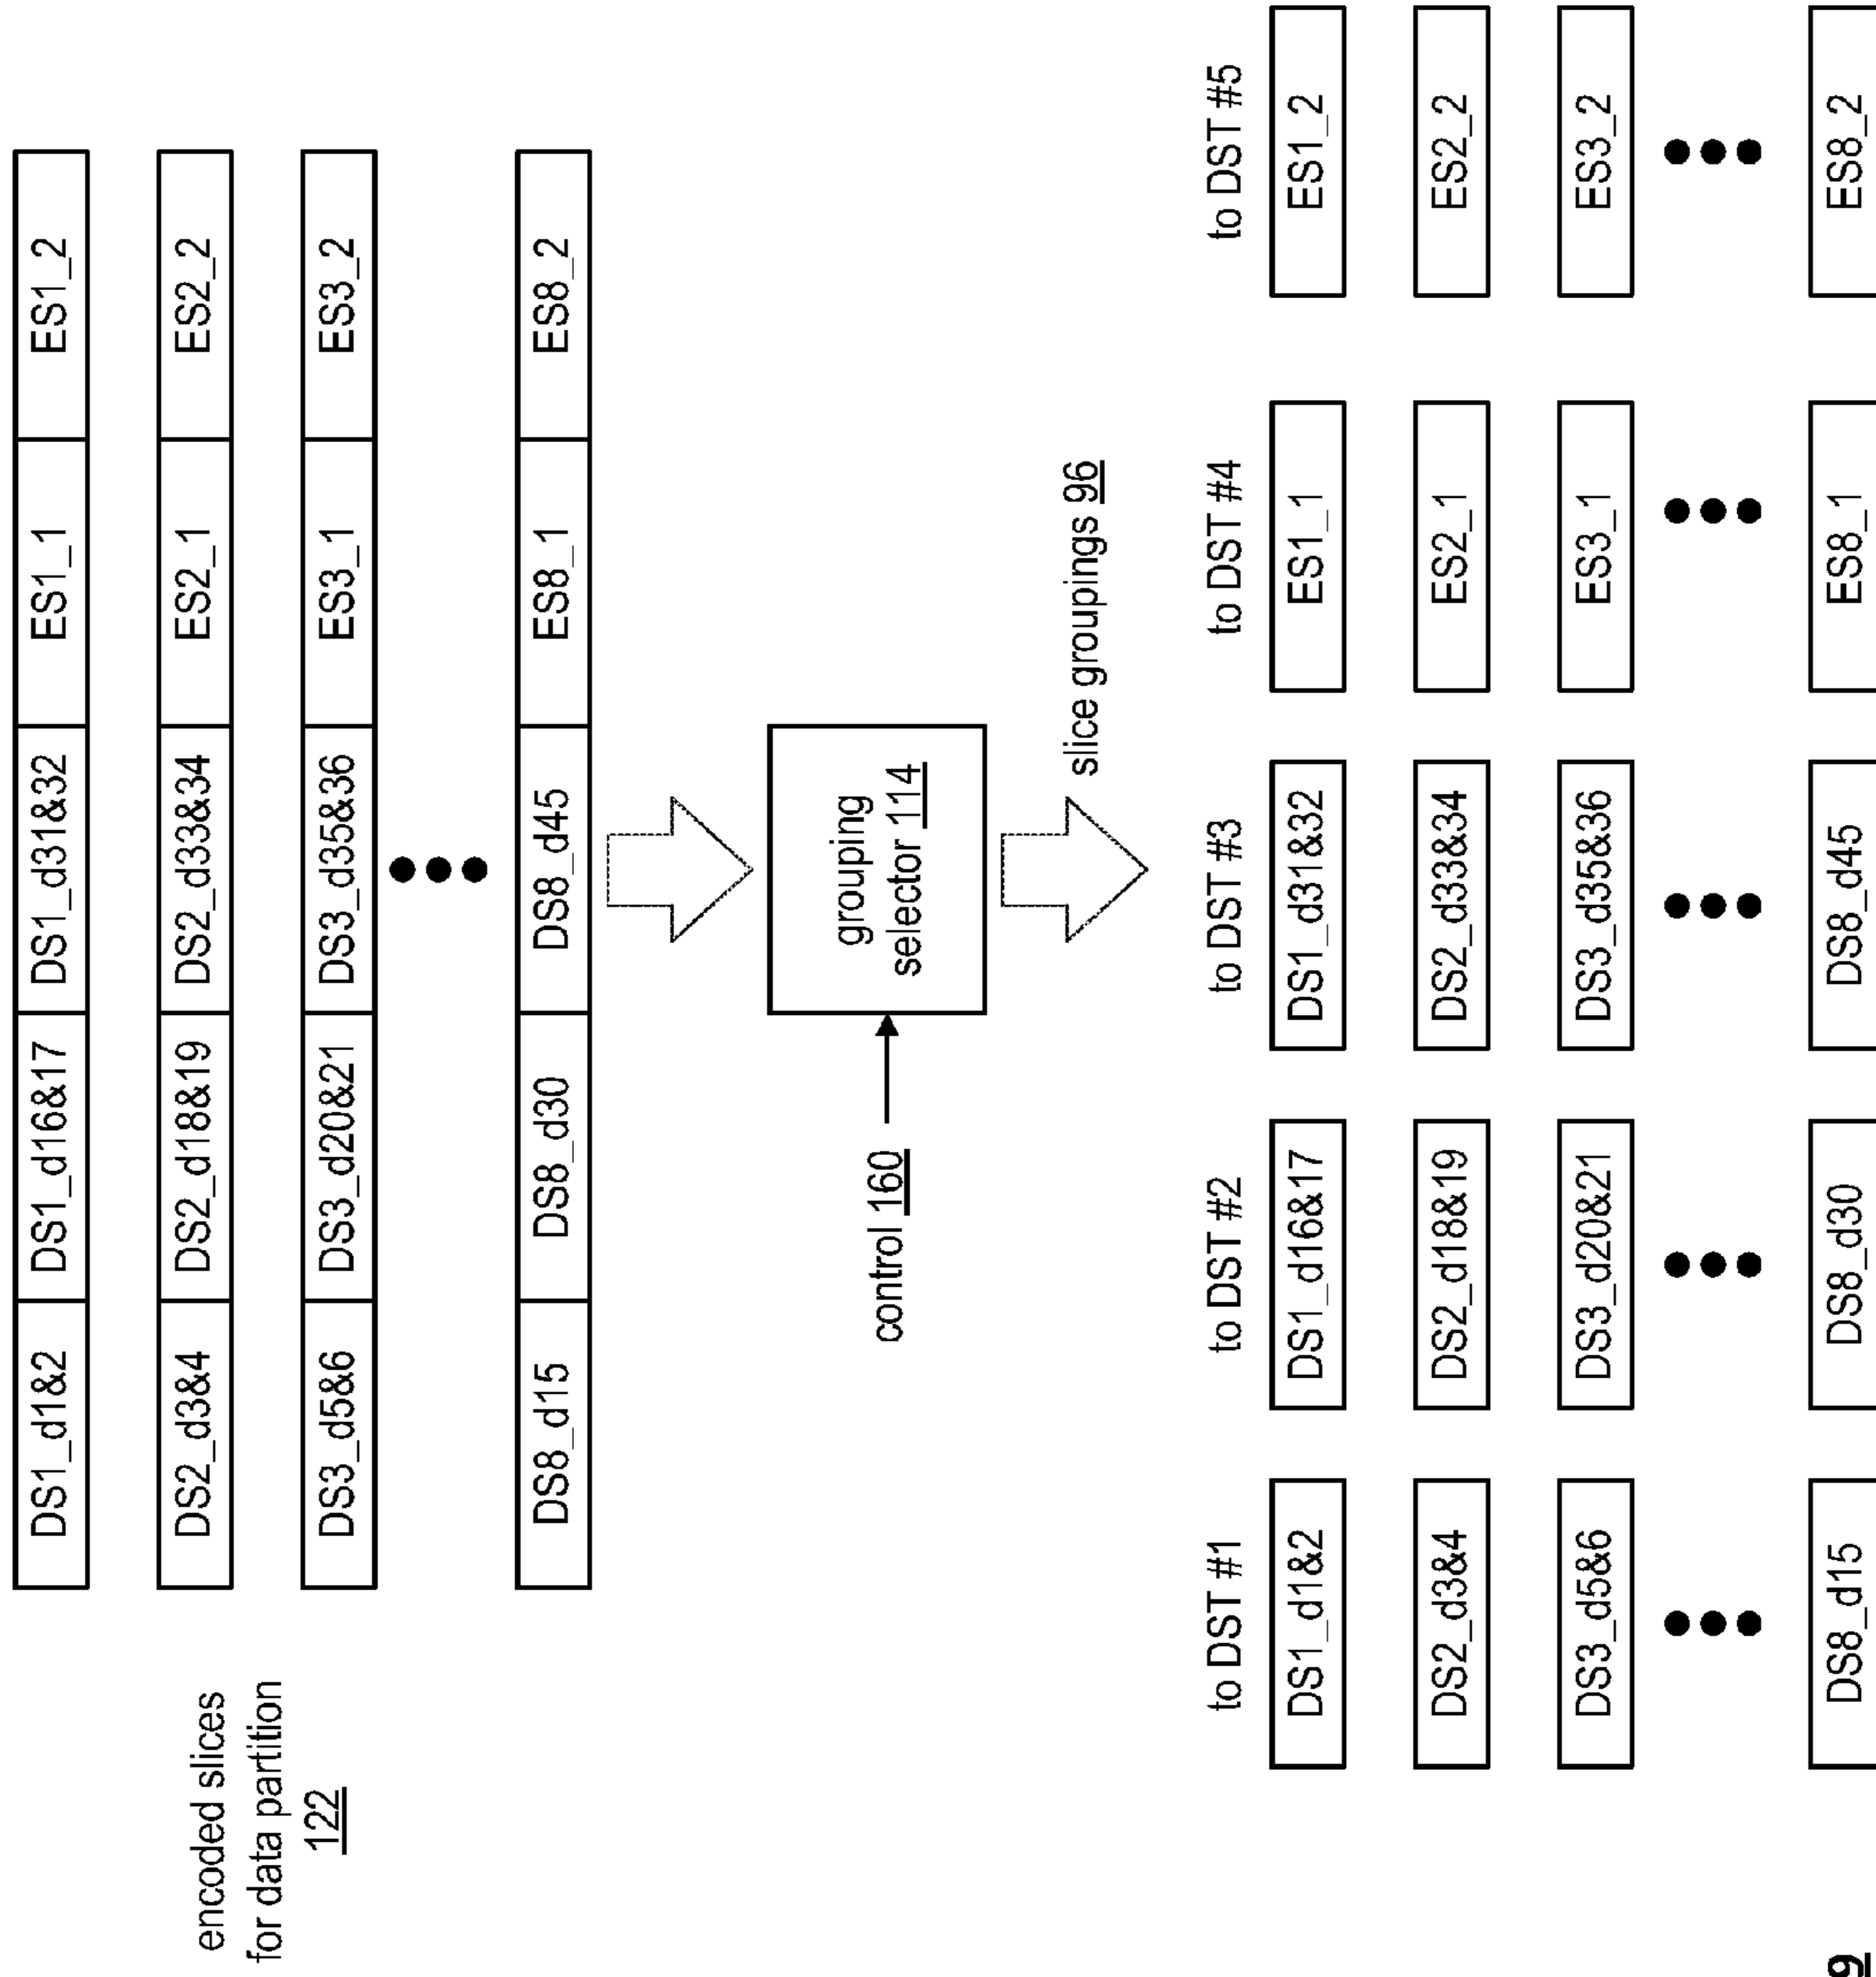 encoded slices
for data partition
122
DS1_d1&2 DS1_d16&17 DS1_d31&32 ES1_1 ES1_2
DS2_d3&4 DS2_d18&19 DS2_d33&34 ES2_1 ES2_2
DS3_d5&6 DS3_d20&21 DS3_d35&36 ES3_1 ES3_2
DS8_d15 DS8_d30 DS8_d45 ES8_1 ES8_2
control 160
grouping
selector 114
slice groupings 96
to DST #1 to DST #2 to DST #3 to DST #4 to DST #5
DS1_d1&2 DS1_d16&17 DS1_d31&32 ES1_1 ES1_2
DS2_d3&4 DS2_d18&19 DS2_d33&34 ES2_1 ES2_2
DS3_d5&6 DS3_d20&21 DS3_d35&36 ES3_1 ES3_2
DS8_d15 DS8_d30 DS8_d45 ES8_1 ES8_2